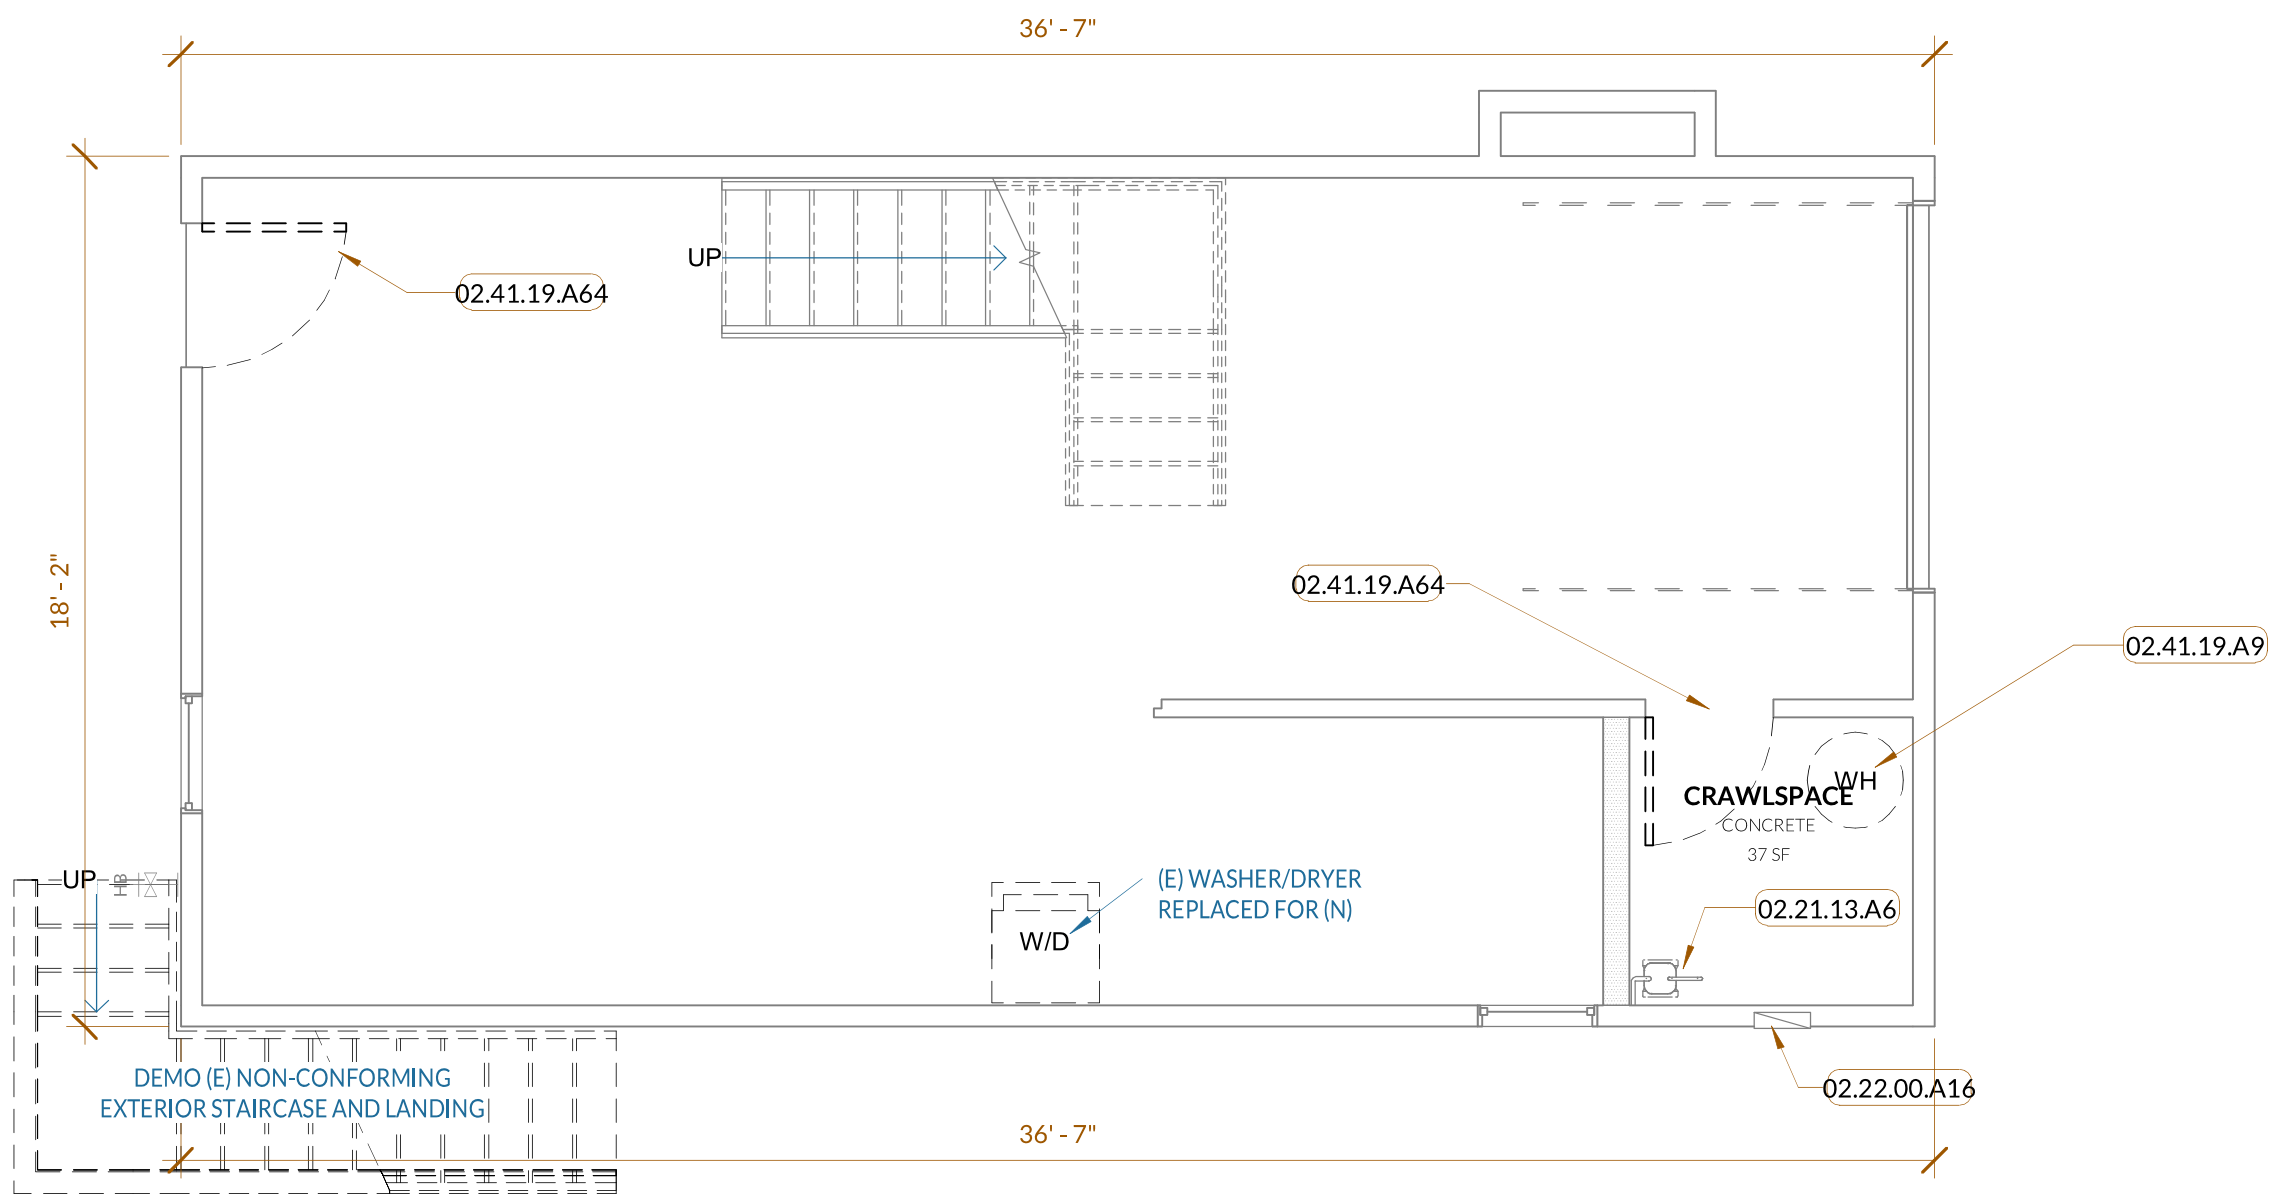 36' - 7"
UP
02.41.19.A64
18' - 2"
02.41.19.A64
02.41.19.A9
WH
CRAWLSPACE
CONCRETE
37 SF
UP
HB
(E) WASHER/DRYER
REPLACED FOR (N)
W/D
02.21.13.A6
DEMO (E) NON-CONFORMING
EXTERIOR STAIRCASE AND LANDING
02.22.00.A16
36' - 7"